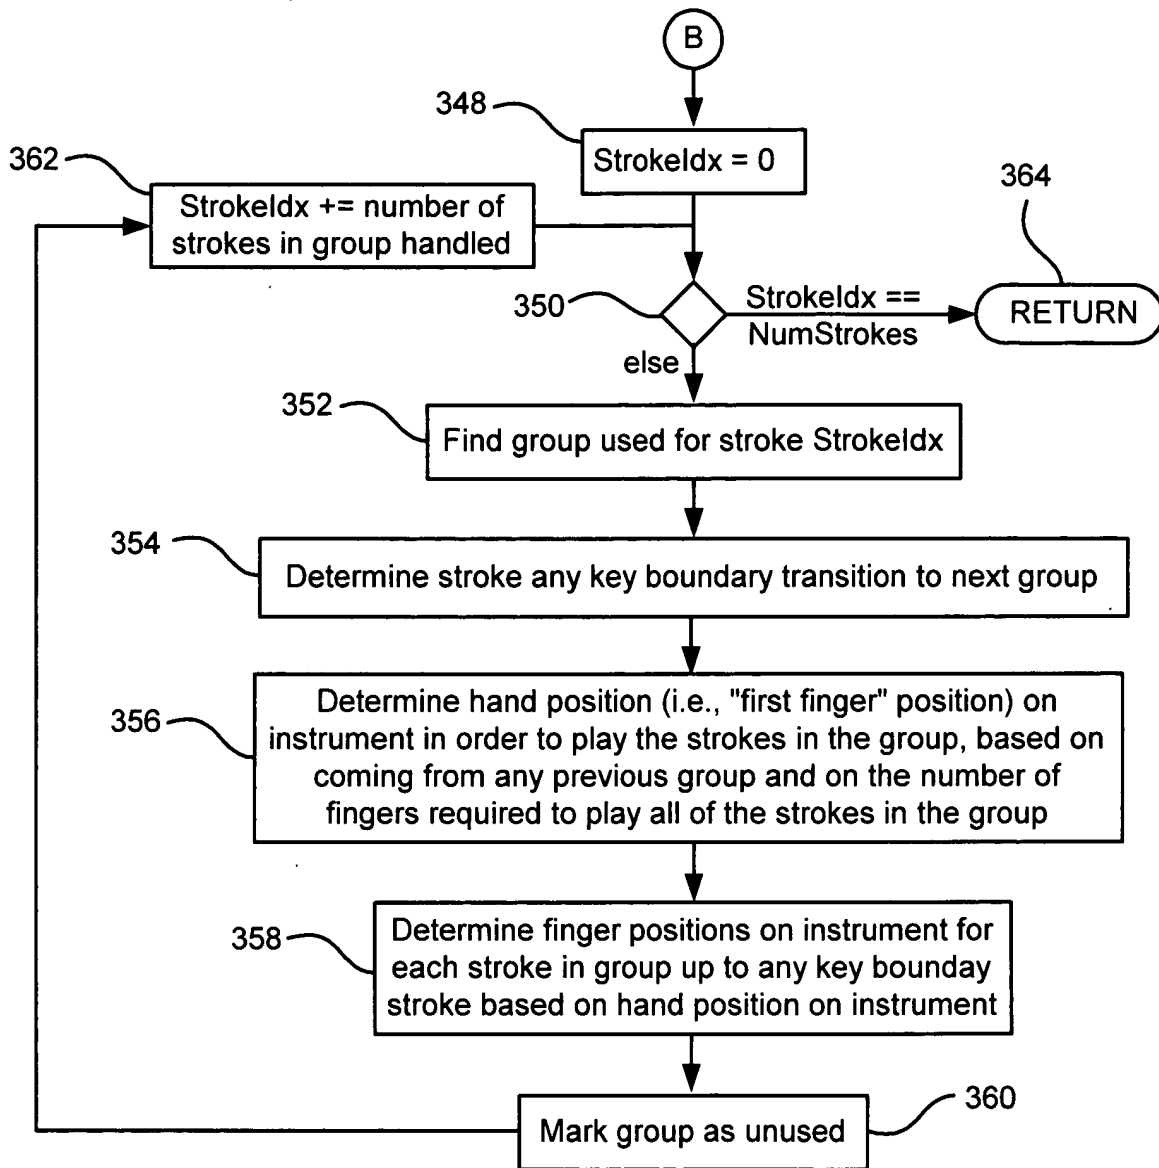 B
348
StrokeIdx = 0
362
StrokeIdx += number of
strokes in group handled
364
350
StrokeIdx ==
NumStrokes
RETURN
else
352
Find group used for stroke StrokeIdx
354
Determine stroke any key boundary transition to next group
356
Determine hand position (i.e., "first finger" position) on
instrument in order to play the strokes in the group, based on
coming from any previous group and on the number of
fingers required to play all of the strokes in the group
358
Determine finger positions on instrument for
each stroke in group up to any key bounday
stroke based on hand position on instrument
360
Mark group as unused